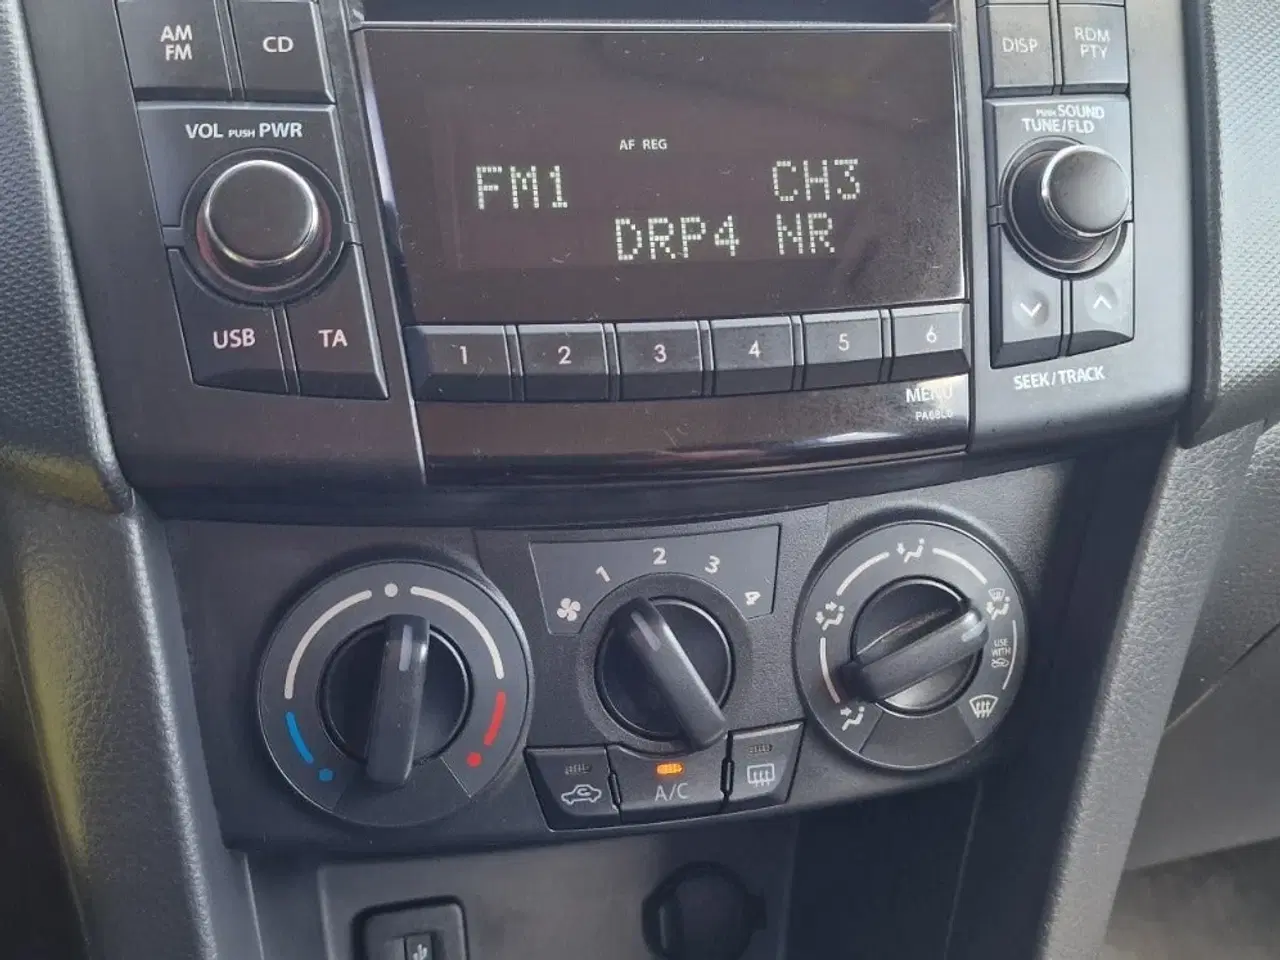 AM
FM
CD
DISP
RDM
PTY
VOL PUSH PWR
PUSH SOUND
TUNE/FLD
AF REG
FM1 CH3
DRP4 NR
USB
TA
1 2 3 4 5 6
SEEK/TRACK
MENU
PA68L0
1 2 3 4
USE
WITH
A/C